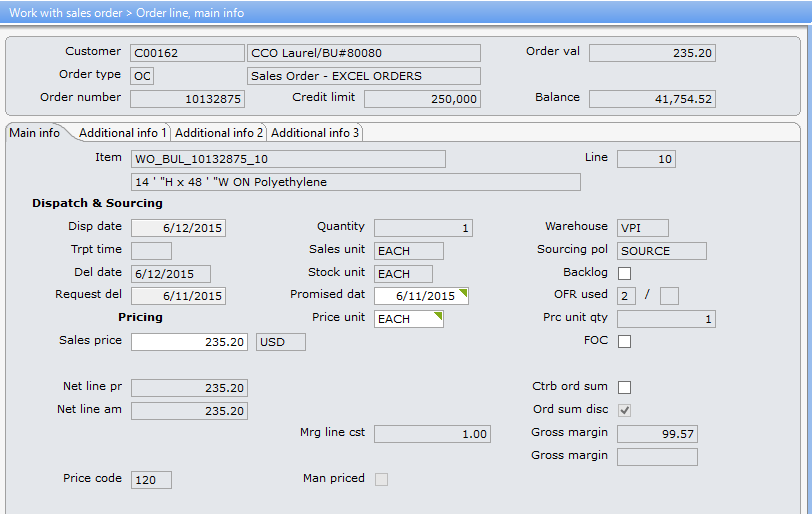 Work with sales order > Order line, main info
Customer C00162 CCO Laurel/BU#80080 Order val 235.20
Order type OC Sales Order - EXCEL ORDERS
Order number 10132875 Credit limit 250,000 Balance 41,754.52
Main info Additional info 1 Additional info 2 Additional info 3
Item WO_BUL_10132875_10 Line 10
14 ' "H x 48 ' "W ON Polyethylene
Dispatch & Sourcing
Disp date 6/12/2015 Quantity 1 Warehouse VPI
Trpt time Sales unit EACH Sourcing pol SOURCE
Del date 6/12/2015 Stock unit EACH Backlog
Request del 6/11/2015 Promised dat 6/11/2015 OFR used 2 /
Pricing Price unit EACH Prc unit qty 1
Sales price 235.20 USD FOC
Net line pr 235.20 Ctrb ord sum
Net line am 235.20 Ord sum disc
Mrg line cst 1.00 Gross margin 99.57
Gross margin
Price code 120 Man priced